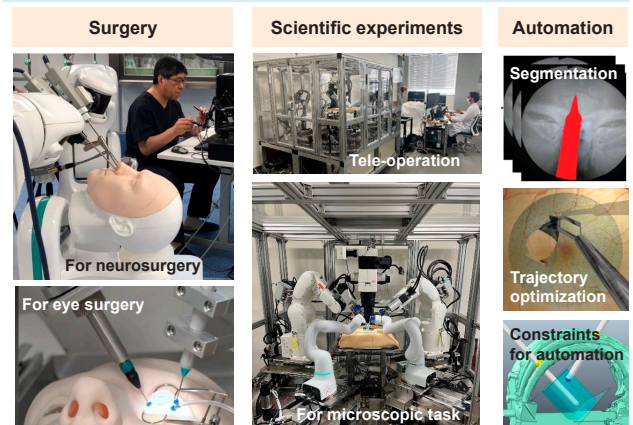 Surgery
For neurosurgery
For eye surgery
Scientific experiments
Tele-operation
For microscopic task
Automation
Segmentation
Trajectory
optimization
Constraints
for automation